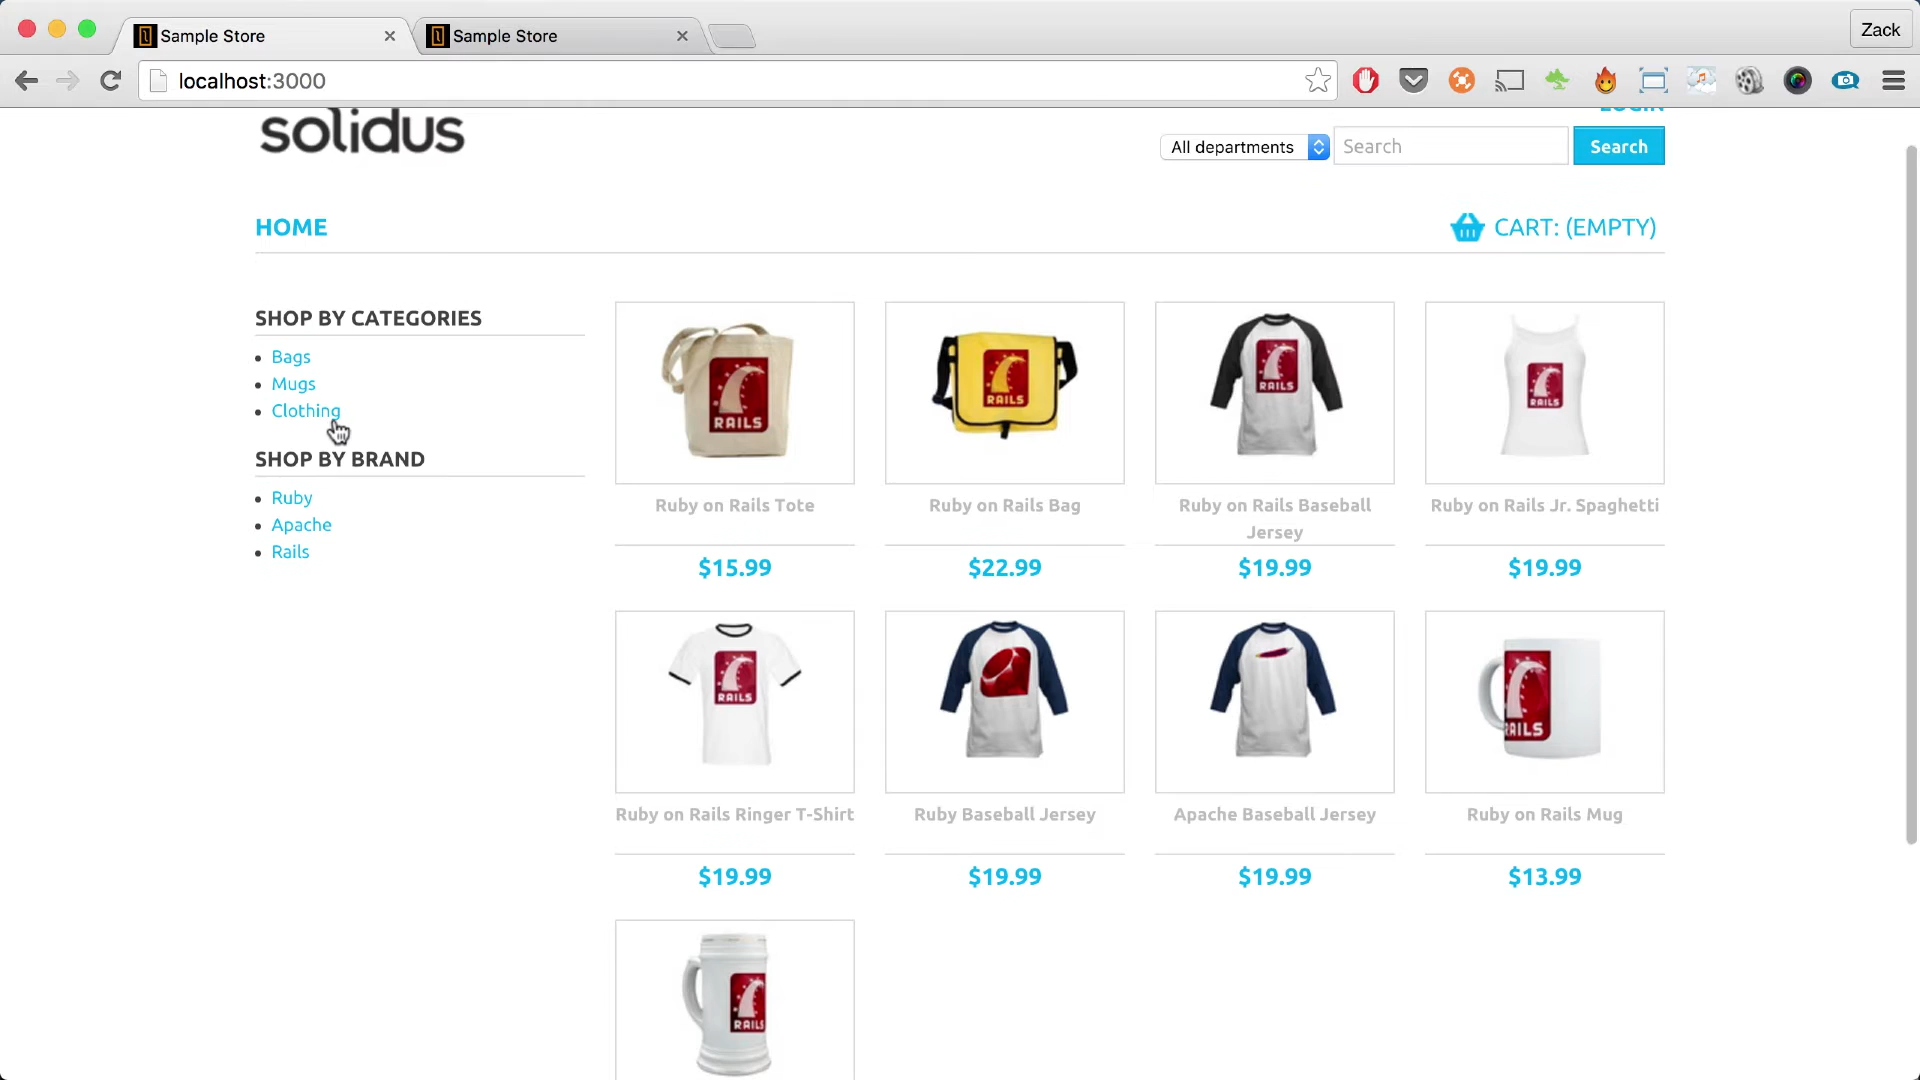 Sample Store
Sample Store
Zack
localhost:3000
LOGIN
solidus
All departments
Search
Search
HOME
CART: (EMPTY)
SHOP BY CATEGORIES
Bags
Mugs
Clothing
SHOP BY BRAND
Ruby
Apache
Rails
RAILS
RAILS
RAILS
RAILS
Ruby on Rails Tote
Ruby on Rails Bag
Ruby on Rails Baseball
Jersey
Ruby on Rails Jr. Spaghetti
$15.99
$22.99
$19.99
$19.99
RAILS
RAILS
Ruby on Rails Ringer T-Shirt
Ruby Baseball Jersey
Apache Baseball Jersey
Ruby on Rails Mug
$19.99
$19.99
$19.99
$13.99
RAILS